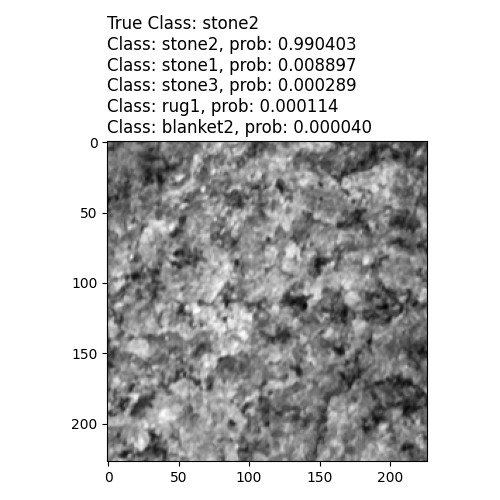 True Class: stone2
Class: stone2, prob: 0.990403
Class: stone1, prob: 0.008897
Class: stone3, prob: 0.000289
Class: rug1, prob: 0.000114
Class: blanket2, prob: 0.000040
0
50
100
150
200
0 50 100 150 200